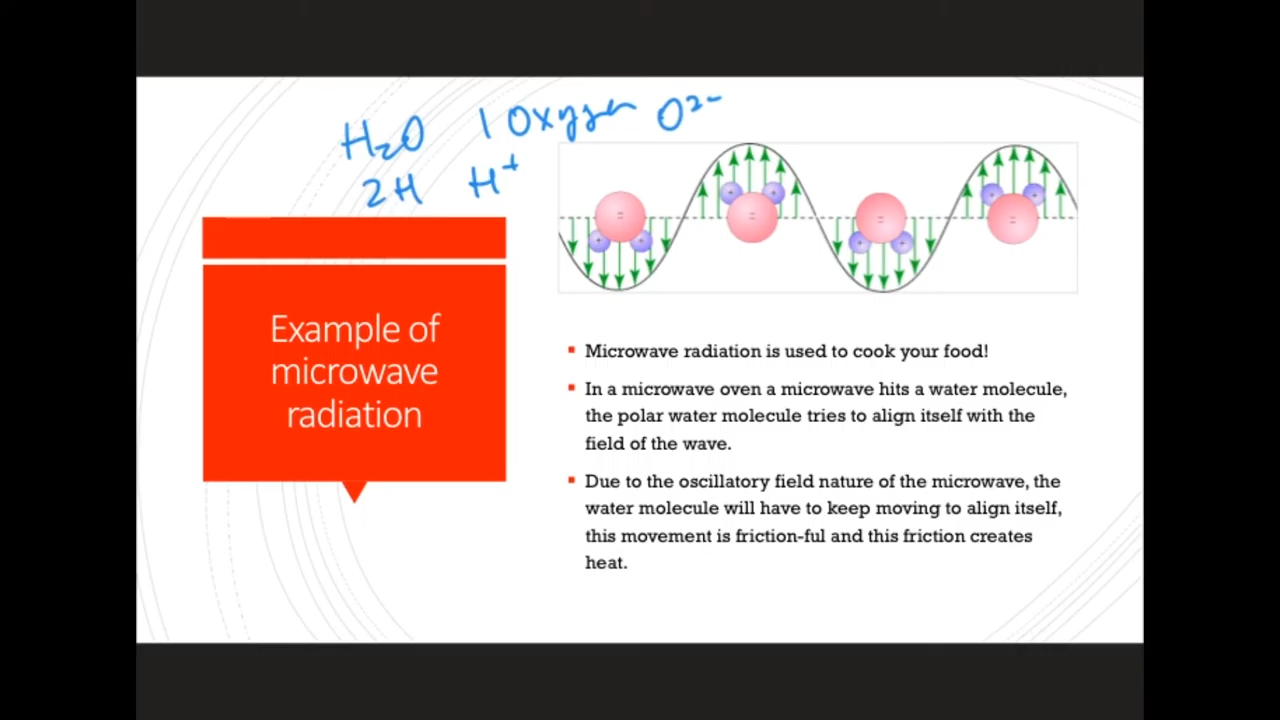 H₂O 1 Oxygen O²⁻
2H H⁺
Example of
microwave
radiation
Microwave radiation is used to cook your food!
In a microwave oven a microwave hits a water molecule,
the polar water molecule tries to align itself with the
field of the wave.
Due to the oscillatory field nature of the microwave, the
water molecule will have to keep moving to align itself,
this movement is friction-ful and this friction creates
heat.